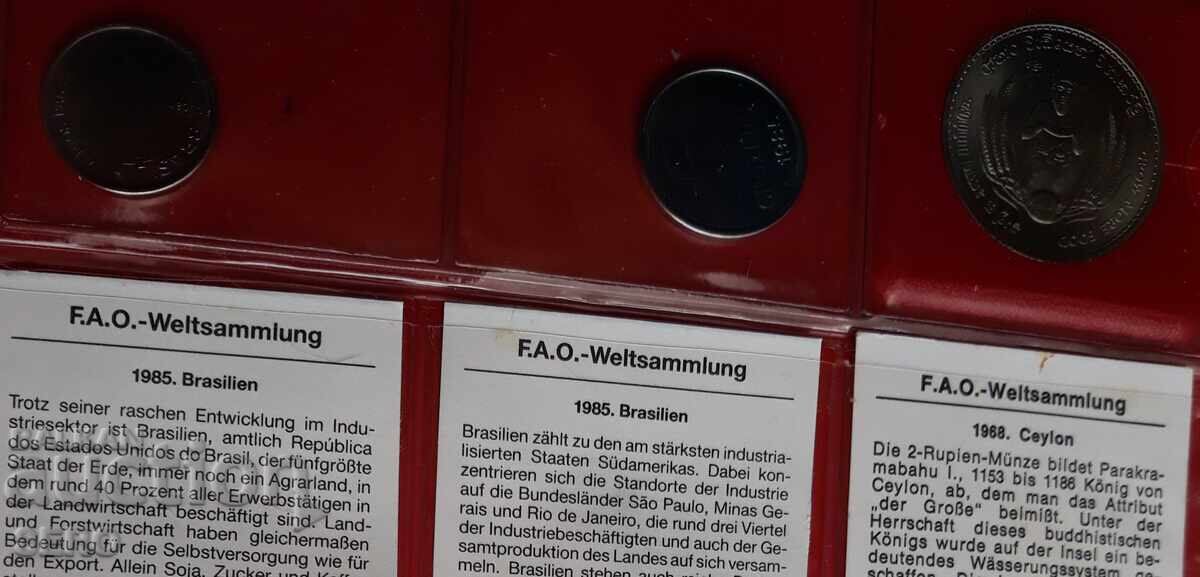 GROW MORE FOOD
F.A.O.-Weltsammlung
1985. Brasilien
Trotz seiner raschen Entwicklung im Indu-
striesektor ist Brasilien, amtlich República
dos Estados Unidos do Brasil, der fünfgrößte
Staat der Erde, immer noch ein Agrarland, in
dem rund 40 Prozent aller Erwerbstätigen in
der Landwirtschaft beschäftigt sind. Land-
und Forstwirtschaft haben gleichermaßen
Bedeutung für die Selbstversorgung wie für
den Export. Allein Soja, Zucker und
F.A.O.-Weltsammlung
1985. Brasilien
Brasilien zählt zu den am stärksten industria-
lisierten Staaten Südamerikas. Dabei kon-
zentrieren sich die Standorte der Industrie
auf die Bundesländer São Paulo, Minas Ge-
rais und Rio de Janeiro, die rund drei Viertel
der Industriebeschäftigten und auch der Ge-
samtproduktion des Landes auf sich versam-
meln. Brasilien stehen auch
F.A.O.-Weltsammlung
1968. Ceylon
Die 2-Rupien-Münze bildet Parakra-
mabahu I., 1153 bis 1186 König von
Ceylon, ab, dem man das Attribut
„der Große“ beimißt. Unter der
Herrschaft dieses buddhistischen
Königs wurde auf der Insel ein be-
deutendes Wässerungssystem ge-